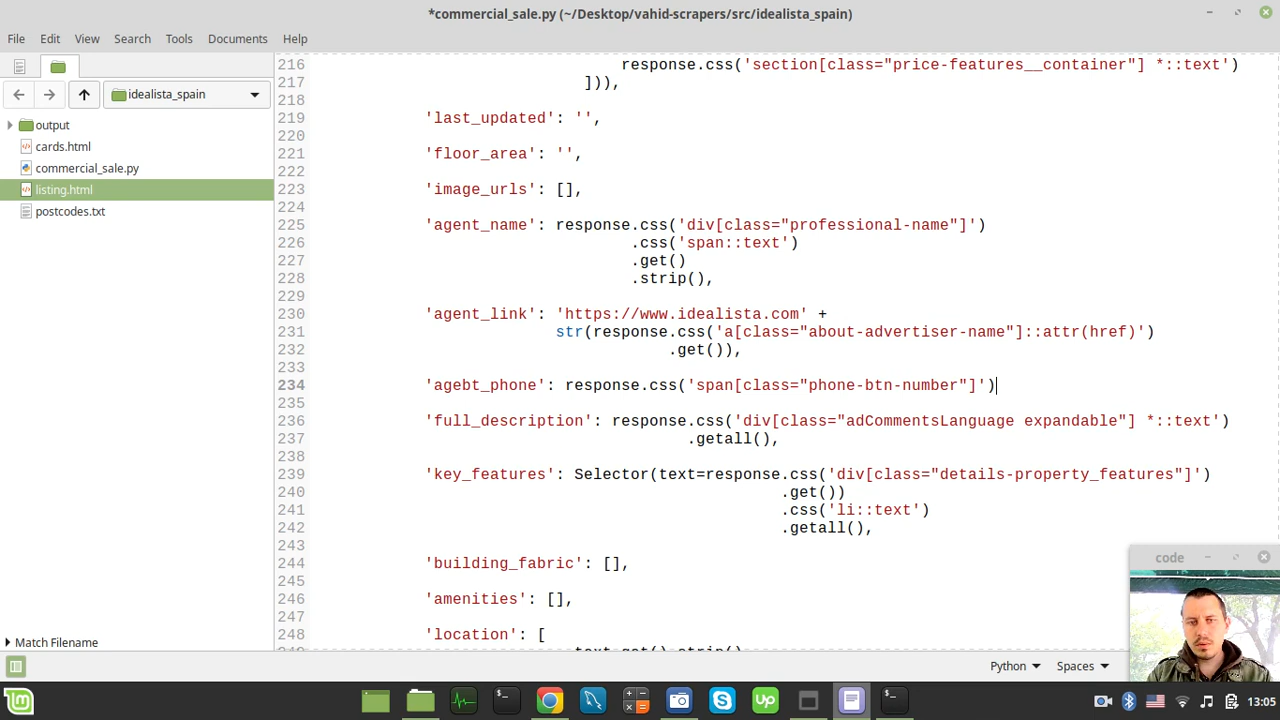 *commercial_sale.py (~/Desktop/vahid-scrapers/src/idealista_spain)
File Edit View Search Tools Documents Help
idealista_spain
output
cards.html
commercial_sale.py
listing.html
postcodes.txt
Match Filename
216 response.css('section[class="price-features__container"] *::text')
217 ])),
218
219 'last_updated': '',
220
221 'floor_area': '',
222
223 'image_urls': [],
224
225 'agent_name': response.css('div[class="professional-name"]')
226 .css('span::text')
227 .get()
228 .strip(),
229
230 'agent_link': 'https://www.idealista.com' +
231 str(response.css('a[class="about-advertiser-name"]::attr(href)')
232 .get()),
233
234 'agebt_phone': response.css('span[class="phone-btn-number"]')
235
236 'full_description': response.css('div[class="adCommentsLanguage expandable"] *::text')
237 .getall(),
238
239 'key_features': Selector(text=response.css('div[class="details-property_features"]')
240 .get())
241 .css('li::text')
242 .getall(),
243
244 'building_fabric': [],
245
246 'amenities': [],
247
248 'location': [
code
Python Spaces
13:05